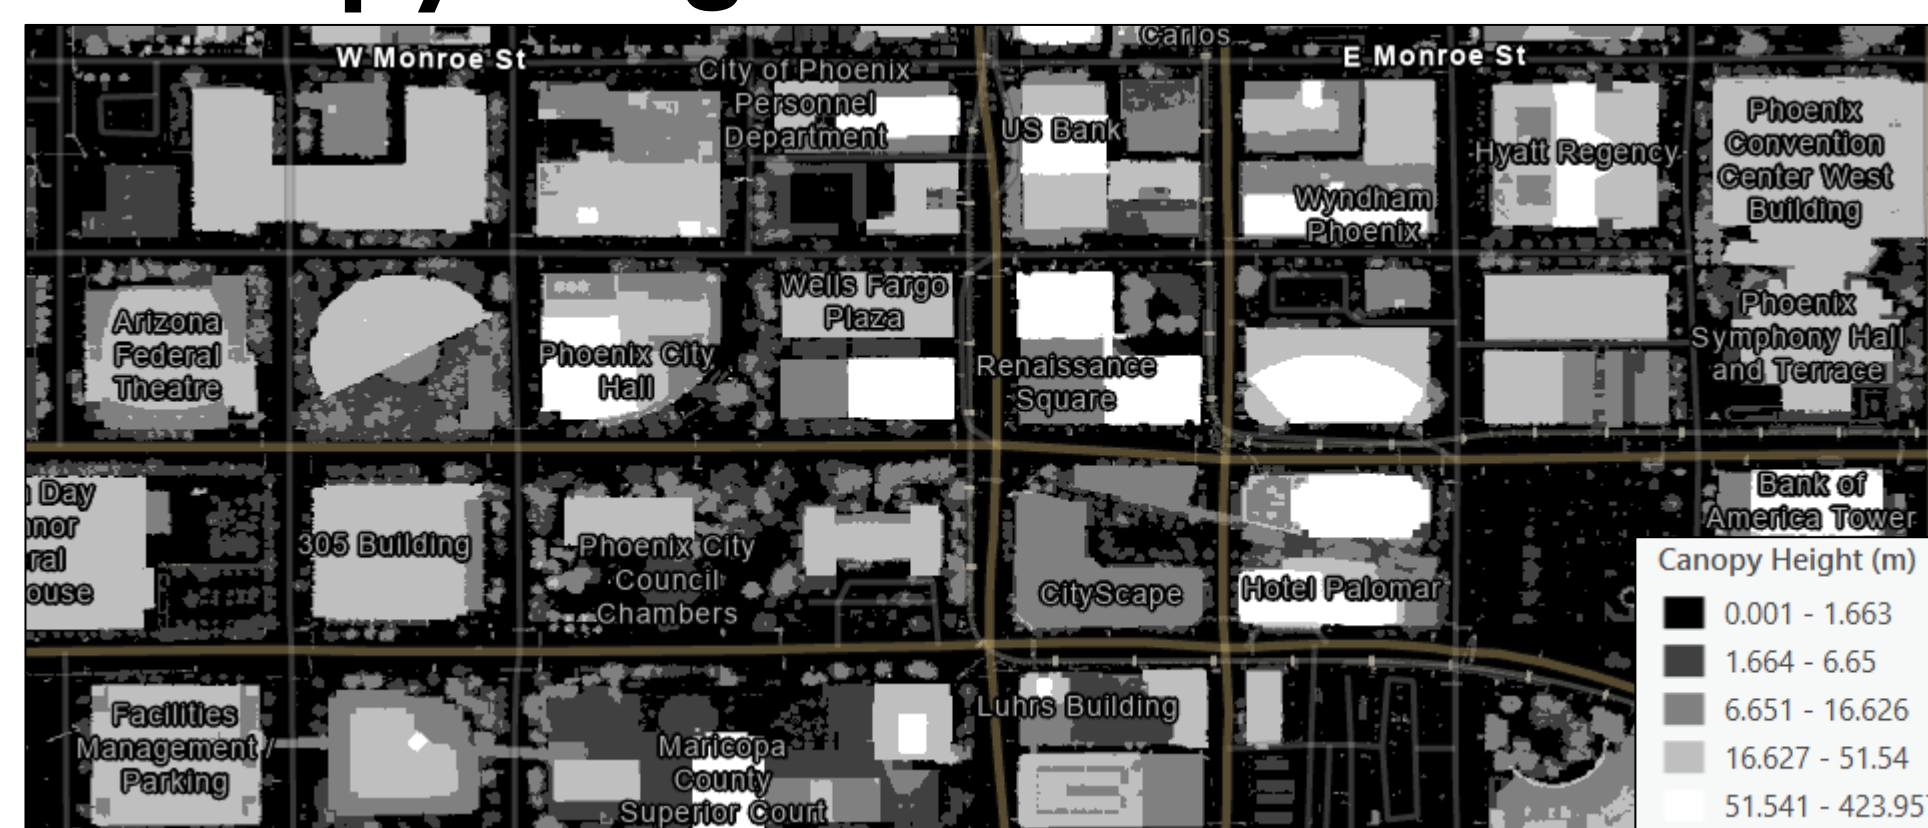 Carlos
W Monroe St
E Monroe St
City of Phoenix
Personnel
Department
US Bank
Hyatt Regency
Wyndham
Phoenix
Phoenix
Convention
Center West
Building
Arizona
Federal
Theatre
Phoenix City
Hall
Wells Fargo
Plaza
Renaissance
Square
Phoenix
Symphony Hall
and Terrace
Day
305 Building
Phoenix City
Council
Chambers
CityScape
Hotel Palomar
Bank of
America Tower
Facilities
Management /
Parking
Maricopa
County
Superior Court
Luhrs Building
Canopy Height (m)
0.001 - 1.663
1.664 - 6.65
6.651 - 16.626
16.627 - 51.54
51.541 - 423.95